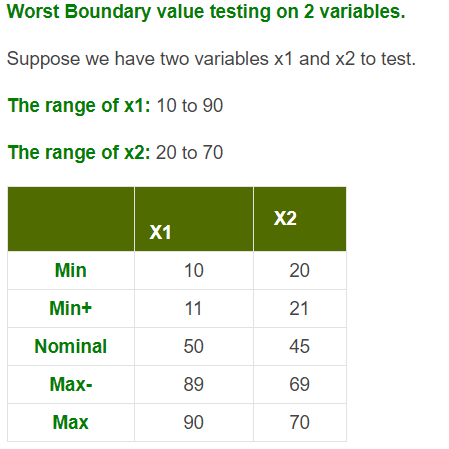 Worst Boundary value testing on 2 variables.
Suppose we have two variables x1 and x2 to test.
The range of x1: 10 to 90
The range of x2: 20 to 70
X1 X2
Min 10 20
Min+ 11 21
Nominal 50 45
Max- 89 69
Max 90 70